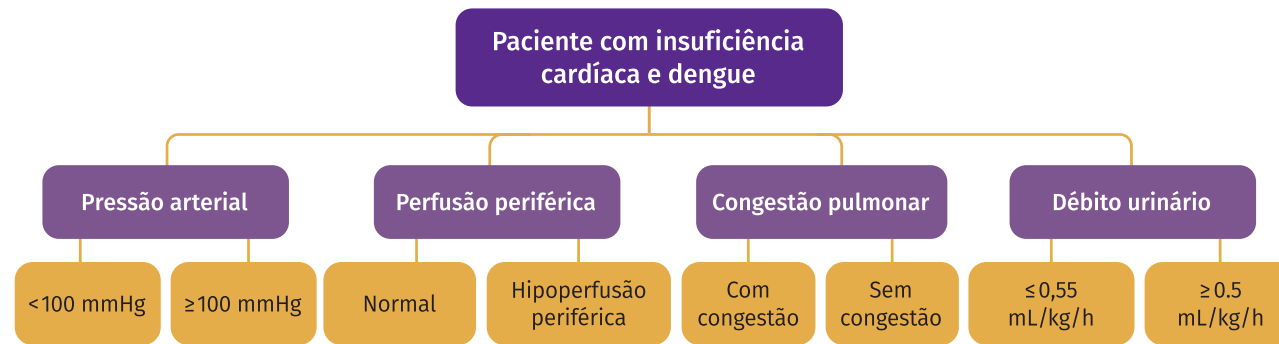 Paciente com insuficiência
cardíaca e dengue
Pressão arterial
Perfusão periférica
Congestão pulmonar
Débito urinário
<100 mmHg
≥100 mmHg
Normal
Hipoperfusão
periférica
Com
congestão
Sem
congestão
≤0,55
mL/kg/h
≥0.5
mL/kg/h